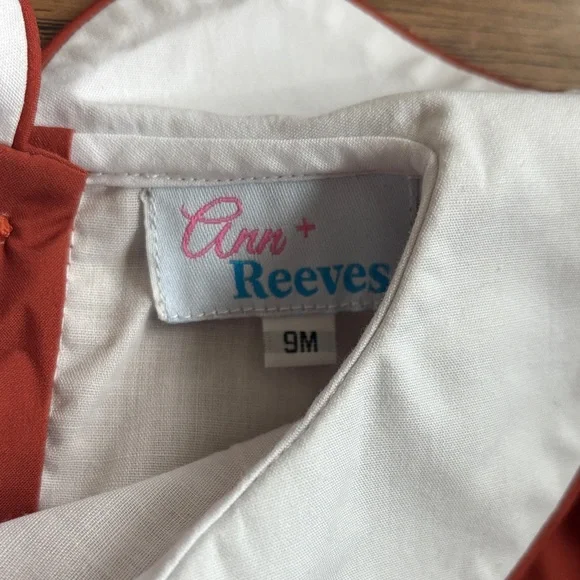 Ann +
Reeves
9M